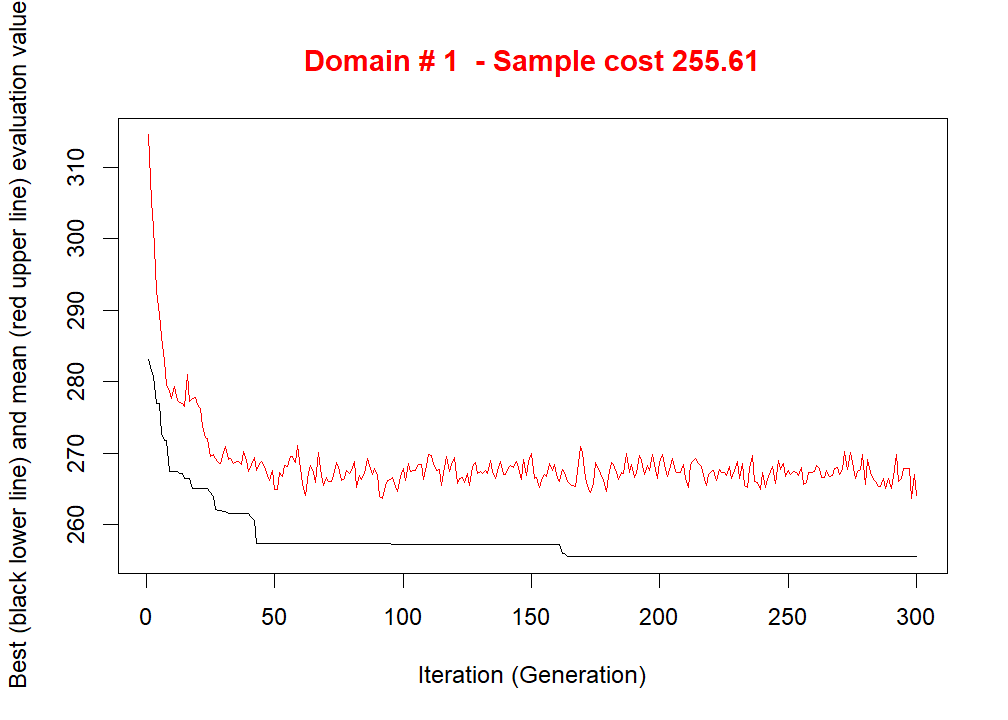 Domain # 1  - Sample cost 255.61
Best (black lower line) and mean (red upper line) evaluation value
310
300
290
280
270
260
0 50 100 150 200 250 300
Iteration (Generation)